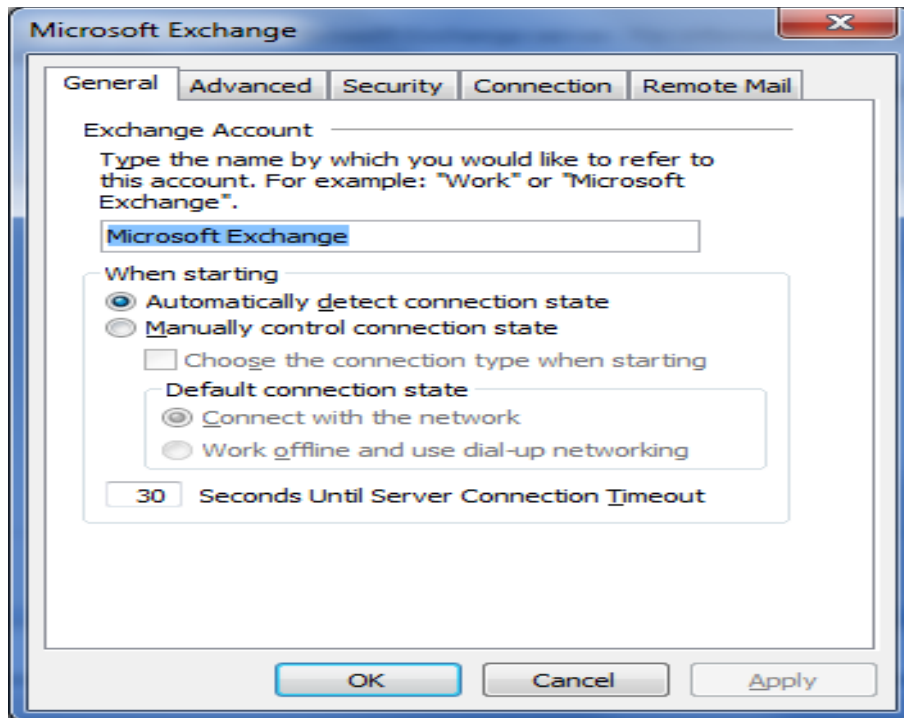 Microsoft Exchange
General Advanced Security Connection Remote Mail
Exchange Account
Type the name by which you would like to refer to
this account. For example: "Work" or "Microsoft
Exchange".
Microsoft Exchange
When starting
Automatically detect connection state
Manually control connection state
Choose the connection type when starting
Default connection state
Connect with the network
Work offline and use dial-up networking
30 Seconds Until Server Connection Timeout
OK Cancel Apply